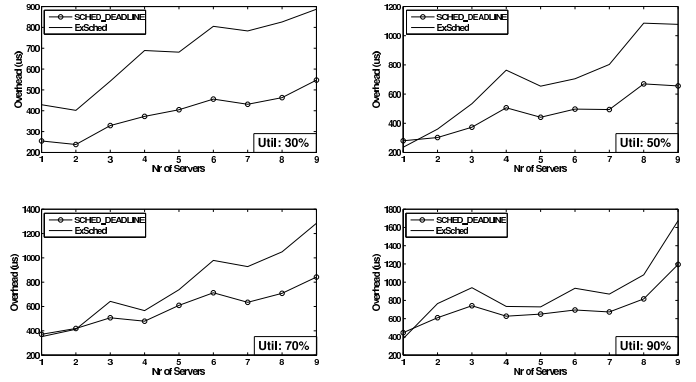 900
800
700
600
500
400
300
200
Overhead (us)
SCHED_DEADLINE
ExSched
Util: 30%
1 2 3 4 5 6 7 8 9
Nr of Servers
1200
1000
800
600
400
200
Overhead (us)
SCHED_DEADLINE
ExSched
Util: 50%
1 2 3 4 5 6 7 8 9
Nr of Servers
1400
1200
1000
800
600
400
200
Overhead (us)
SCHED_DEADLINE
ExSched
Util: 70%
1 2 3 4 5 6 7 8 9
Nr of Servers
1800
1600
1400
1200
1000
800
600
400
200
Overhead (us)
SCHED_DEADLINE
ExSched
Util: 90%
1 2 3 4 5 6 7 8 9
Nr of Servers